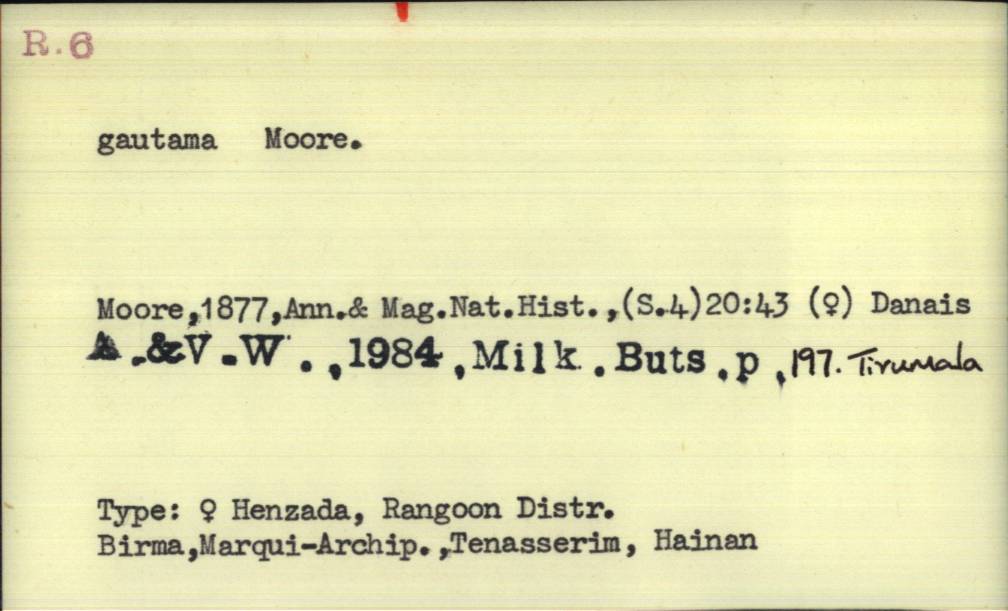 R.6
gautama Moore.
Moore,1877,Ann.& Mag.Nat.Hist.,(S.4)20:43 (♀) Danais
A.&V.W.,1984,Milk.Buts.p,197. Tirumala
Type: ♀ Henzada, Rangoon Distr.
Birma,Marqui-Archip.,Tenasserim, Hainan